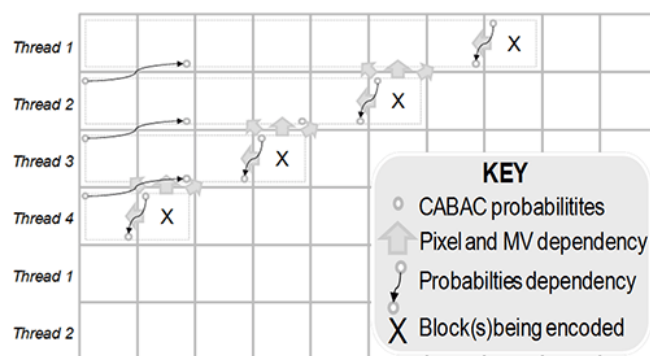 Thread 1
X
Thread 2
X
Thread 3
X
Thread 4
X
Thread 1
Thread 2
KEY
CABAC probabilitites
Pixel and MV dependency
Probabilties dependency
X Block(s)being encoded